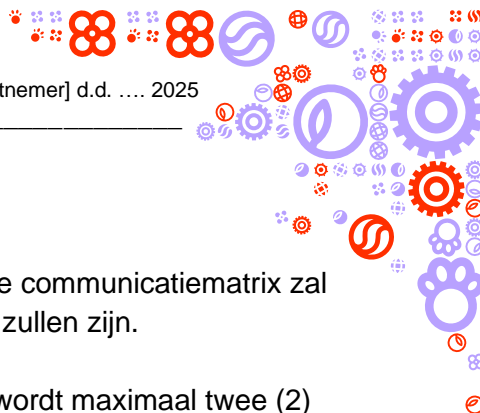 tnemer] d.d. …. 2025
e communicatiematrix zal
zullen zijn.
wordt maximaal twee (2)